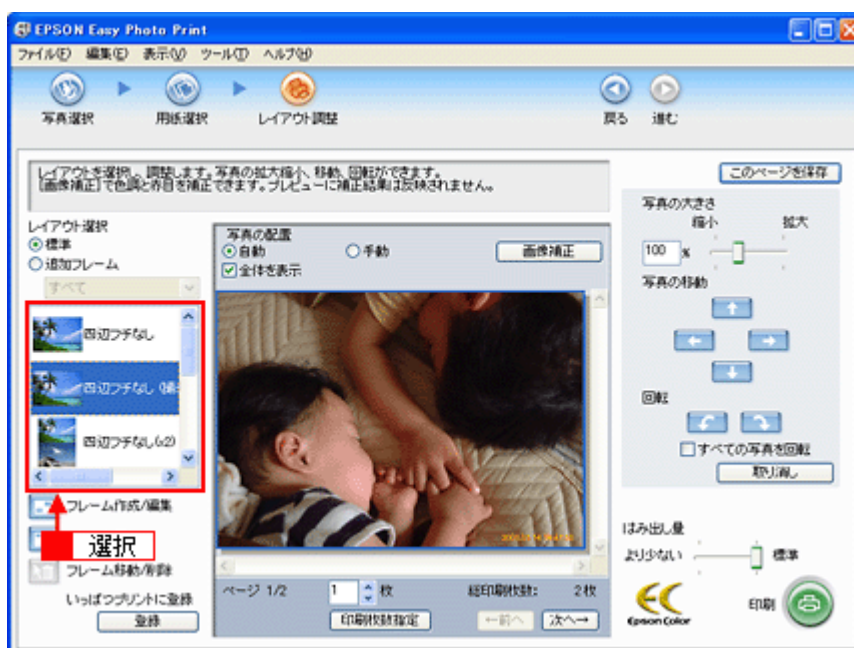 EPSON Easy Photo Print
ファイル(F) 編集(E) 表示(V) ツール(T) ヘルプ(H)
写真選択 用紙選択 レイアウト調整 戻る 進む
レイアウトを選択し、調整します。写真の拡大縮小、移動、回転ができます。
[画像補正]で色調と赤目を補正できます。プレビューに補正結果は反映されません。
このページを保存
レイアウト選択
標準
追加フレーム
すべて
四辺フチなし
四辺フチなし
四辺フチなし(x2)
フレーム作成/編集
選択
フレーム移動/削除
いっぱつプリントに登録
登録
写真の配置
自動 手動 画像補正
全体を表示
ページ 1/2 1 枚 総印刷枚数: 2枚
印刷枚数指定 ←前へ 次へ→
写真の大きさ
縮小 拡大
100 %
写真の移動
回転
すべての写真を回転
取り消し
はみ出し量
より少ない 標準
Epson Color 印刷